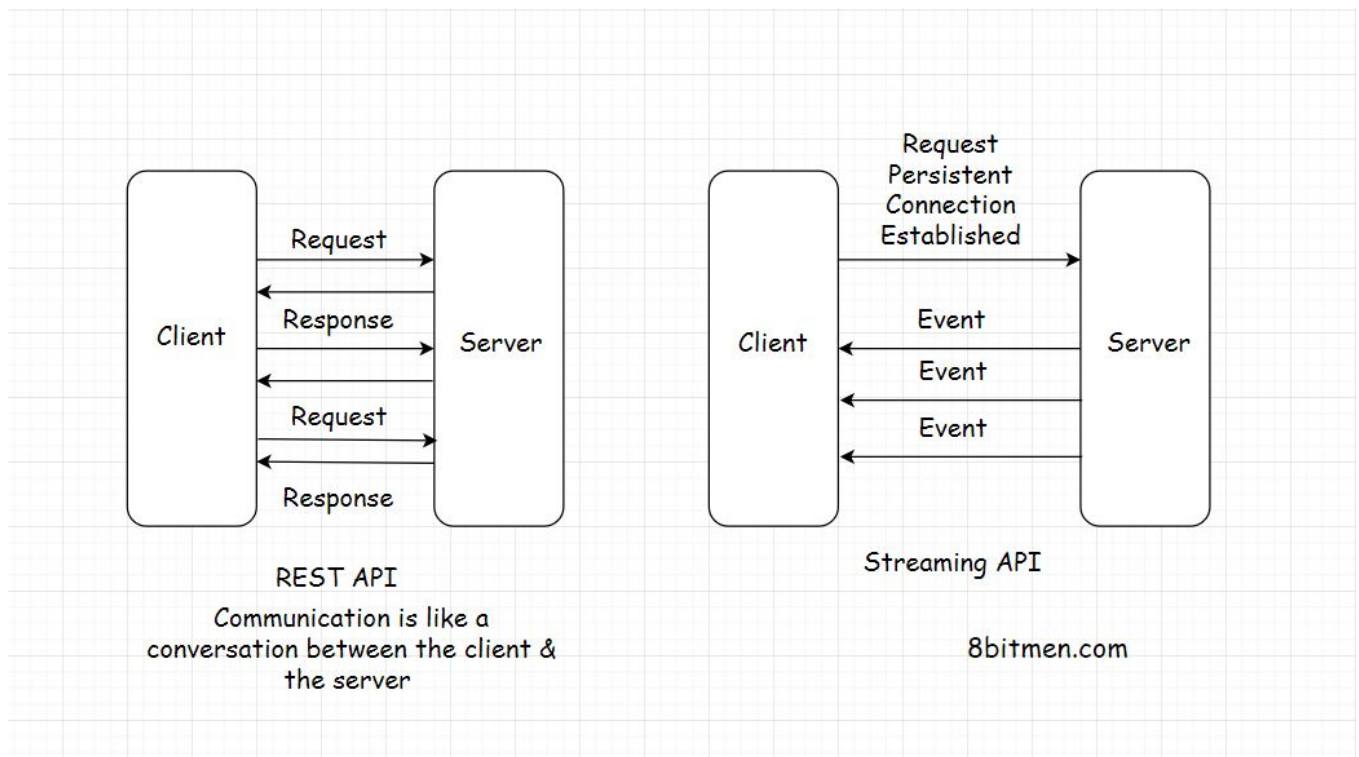 Client
Request
Response
Request
Response
Server
REST API
Communication is like a
conversation between the client &
the server
Client
Request
Persistent
Connection
Established
Event
Event
Event
Server
Streaming API
8bitmen.com